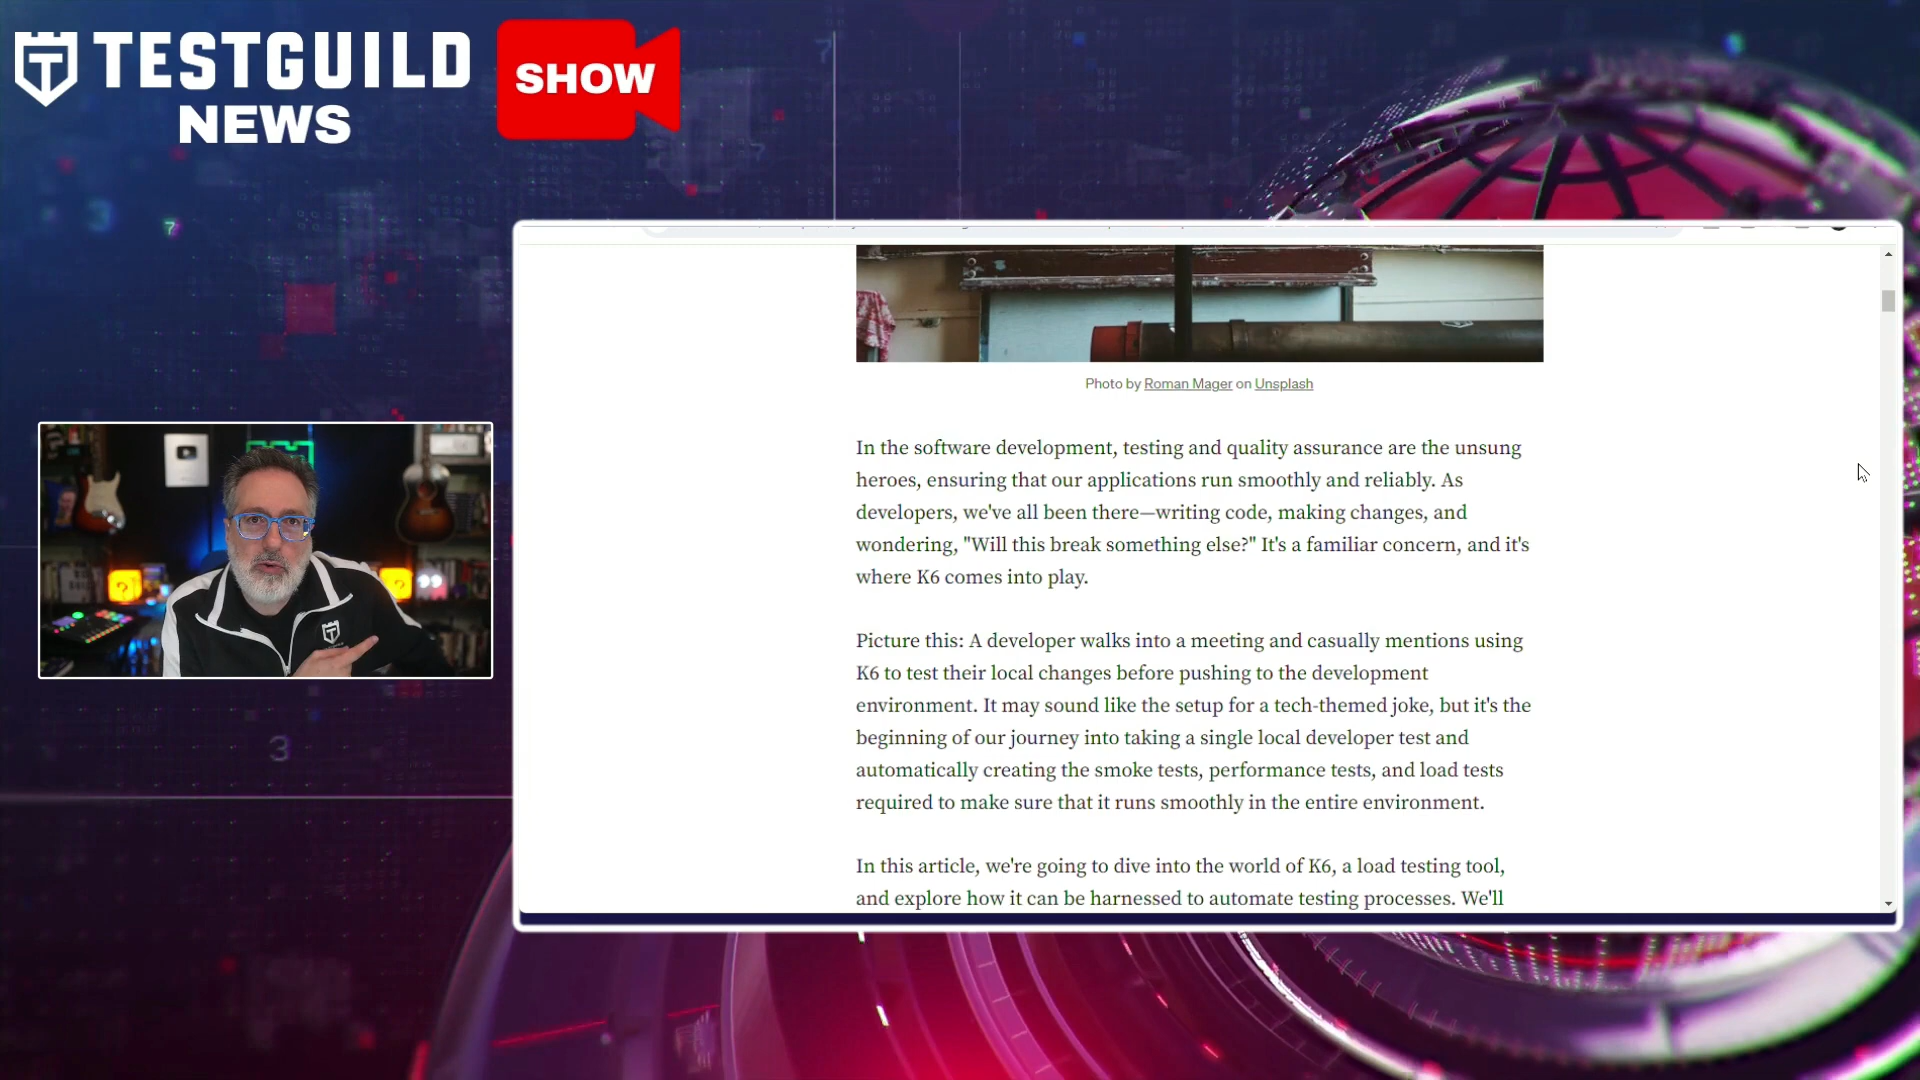 TESTGUILD
NEWS
SHOW
Photo by Roman Mager on Unsplash
In the software development, testing and quality assurance are the unsung
heroes, ensuring that our applications run smoothly and reliably. As
developers, we've all been there—writing code, making changes, and
wondering, "Will this break something else?" It's a familiar concern, and it's
where K6 comes into play.
Picture this: A developer walks into a meeting and casually mentions using
K6 to test their local changes before pushing to the development
environment. It may sound like the setup for a tech-themed joke, but it's the
beginning of our journey into taking a single local developer test and
automatically creating the smoke tests, performance tests, and load tests
required to make sure that it runs smoothly in the entire environment.
In this article, we're going to dive into the world of K6, a load testing tool,
and explore how it can be harnessed to automate testing processes. We'll
3
7
3